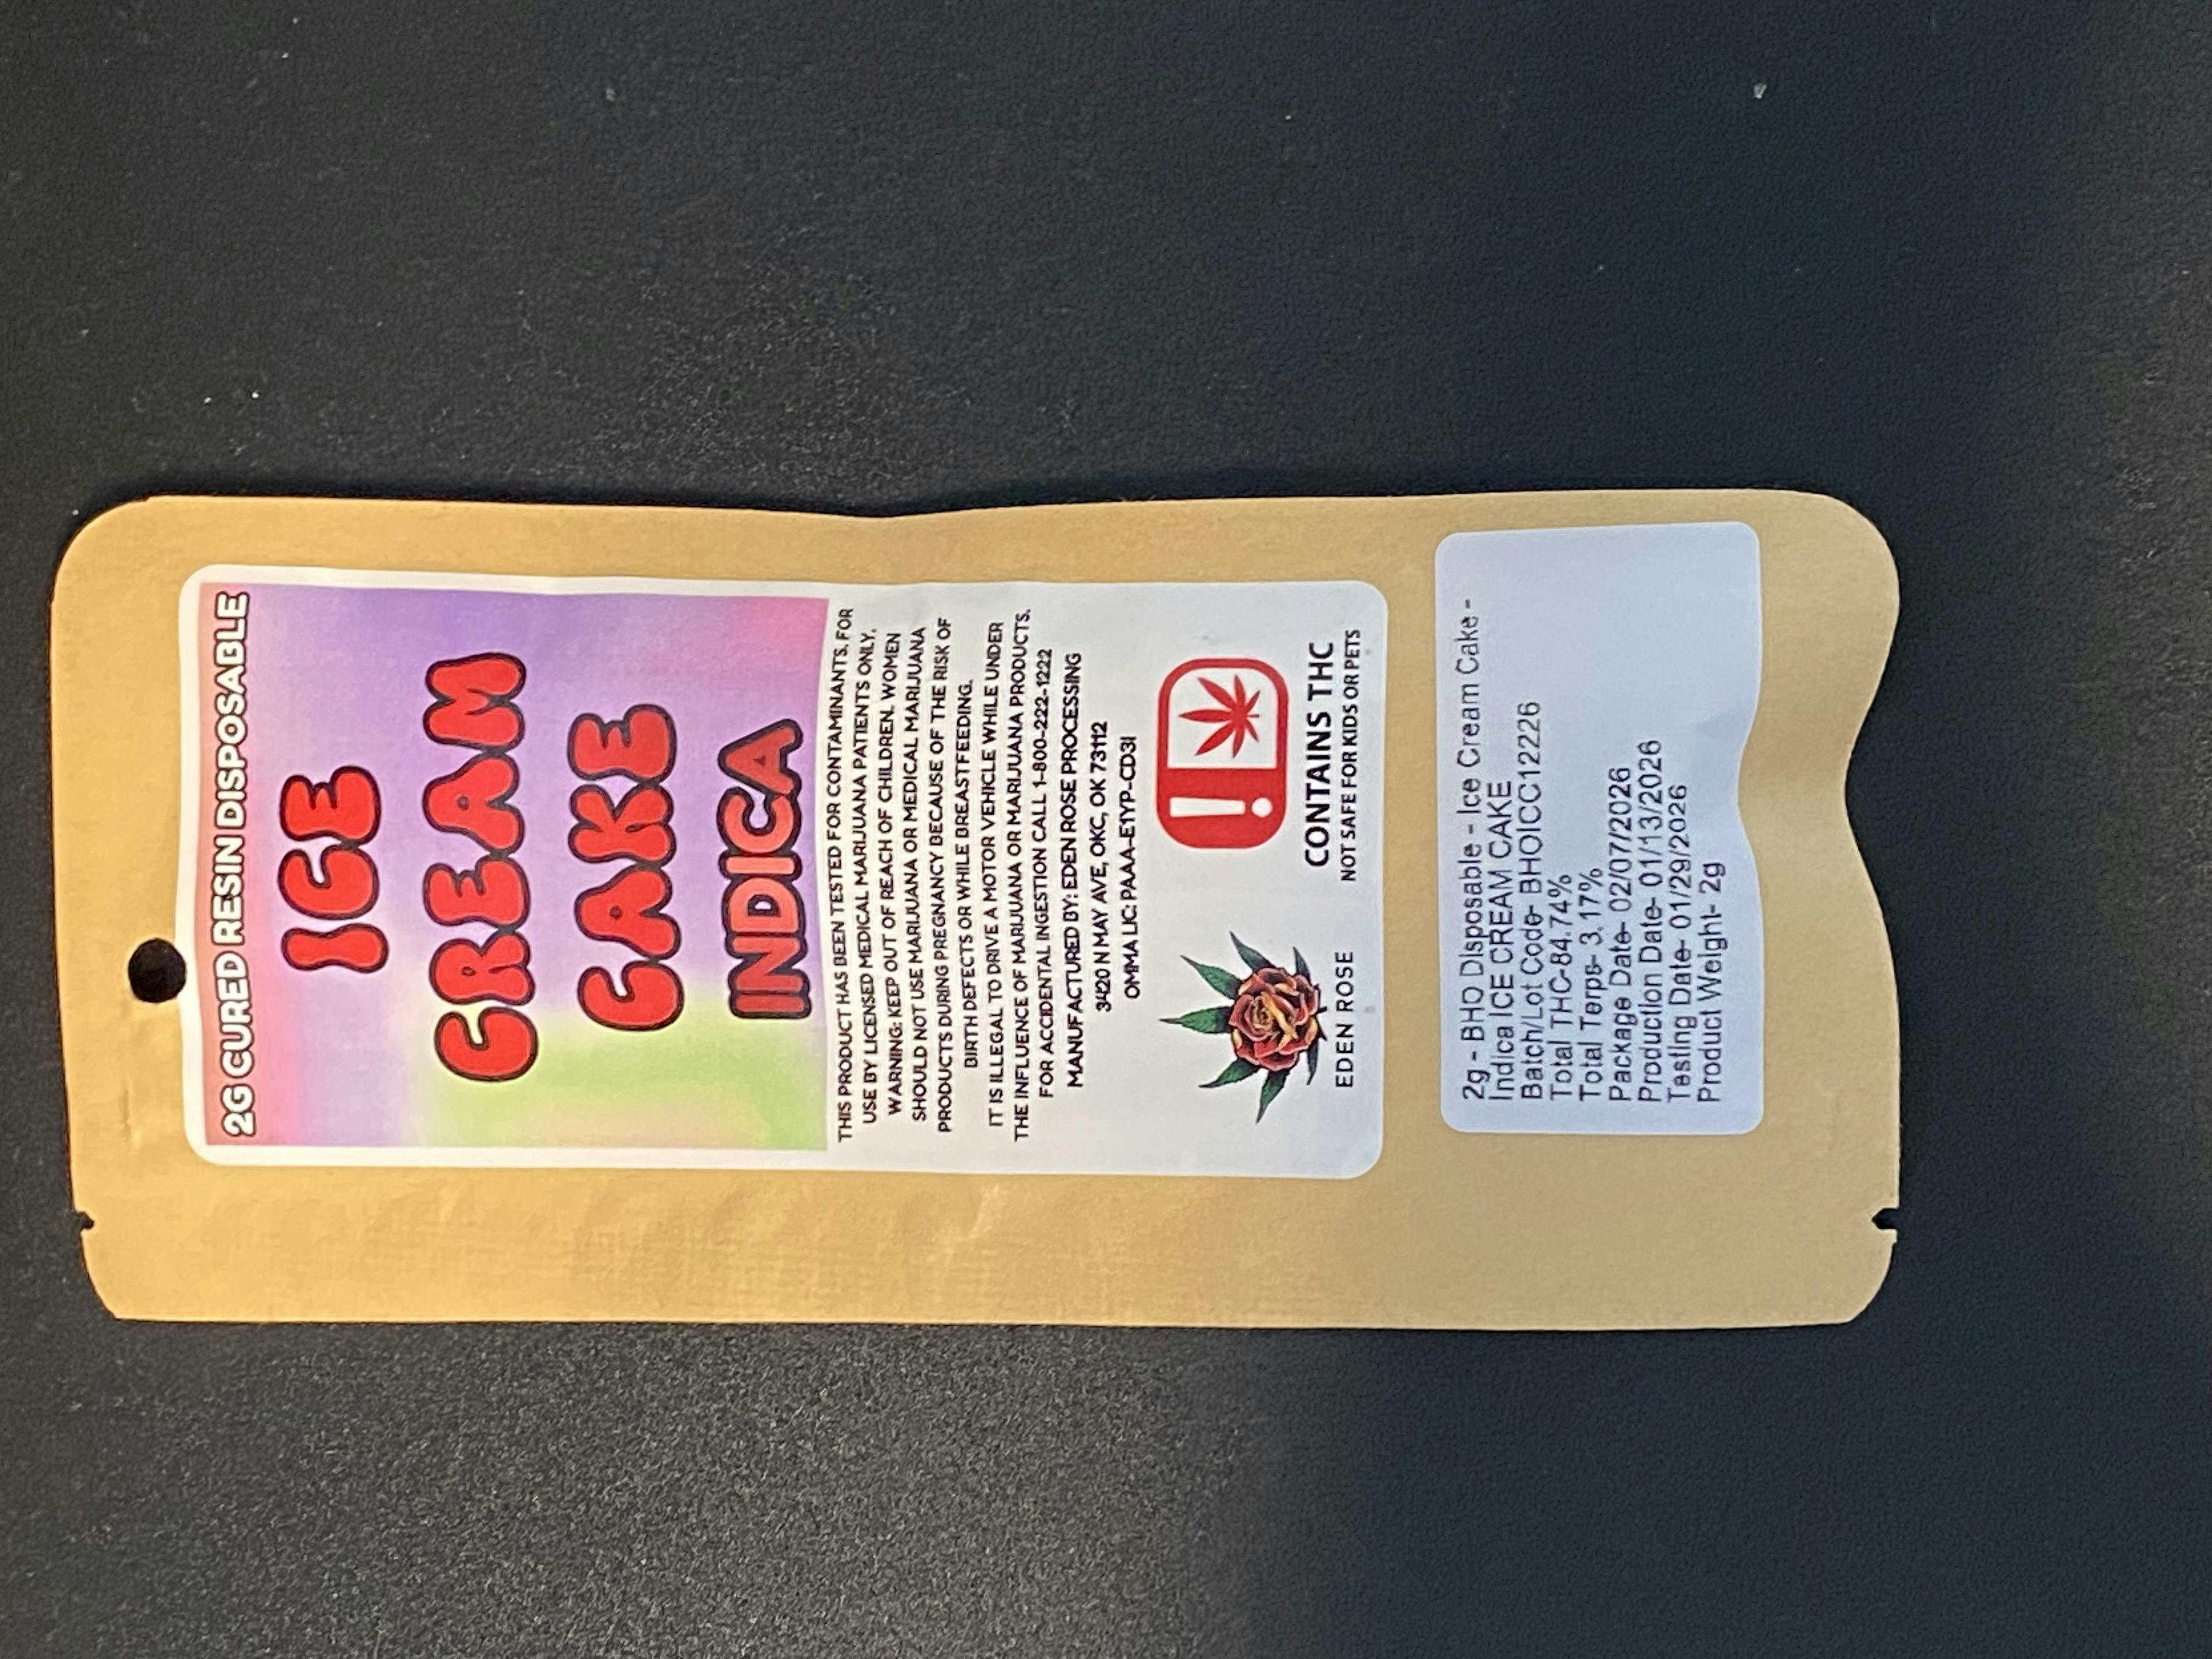 2G CURED RESIN DISPOSABLE
ICE
CREAM
CAKE
INDICA
THIS PRODUCT HAS BEEN TESTED FOR CONTAMINANTS. FOR
USE BY LICENSED MEDICAL MARIJUANA PATIENTS ONLY.
WARNING: KEEP OUT OF REACH OF CHILDREN. WOMEN
SHOULD NOT USE MARIJUANA OR MEDICAL MARIJUANA
PRODUCTS DURING PREGNANCY BECAUSE OF THE RISK OF
BIRTH DEFECTS OR WHILE BREASTFEEDING.
IT IS ILLEGAL TO DRIVE A MOTOR VEHICLE WHILE UNDER
THE INFLUENCE OF MARIJUANA OR MARIJUANA PRODUCTS.
FOR ACCIDENTAL INGESTION CALL 1-800-222-1222
MANUFACTURED BY: EDEN ROSE PROCESSING
3420 N MAY AVE, OKC, OK 73112
OMMA LIC: PAAA-E1YP-CD3I
EDEN ROSE
!
CONTAINS THC
NOT SAFE FOR KIDS OR PETS
2g - BHO Disposable - Ice Cream Cake -
Indica ICE CREAM CAKE
Batch/Lot Code- BHOICC12226
Total THC-84.74%
Total Terps- 3.17%
Package Date- 02/07/2026
Production Date- 01/13/2026
Testing Date- 01/29/2026
Product Weight- 2g